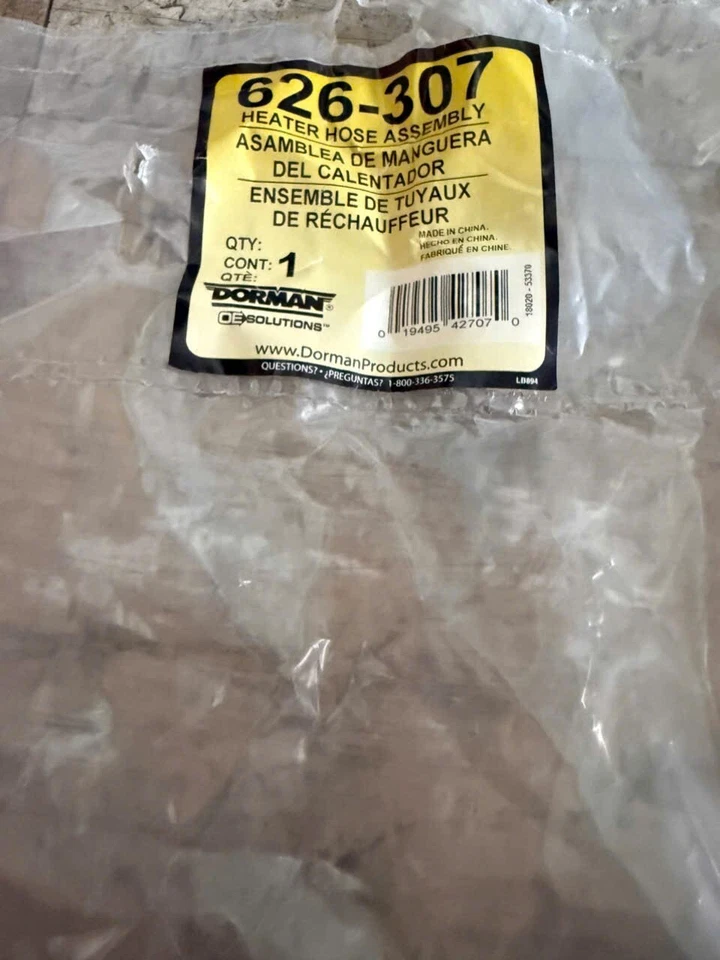 626-307
HEATER HOSE ASSEMBLY
ASAMBLEA DE MANGUERA
DEL CALENTADOR
ENSEMBLE DE TUYAUX
DE RÉCHAUFFEUR
QTY:
CONT: 1
QTÈ:
MADE IN CHINA.
HECHO EN CHINA.
FABRIQUÉ EN CHINE.
DORMAN®
OE SOLUTIONS™
0 19495 42707 0
18020 - 53370
www.DormanProducts.com
QUESTIONS? • ¿PREGUNTAS? 1-800-336-3575
LB894